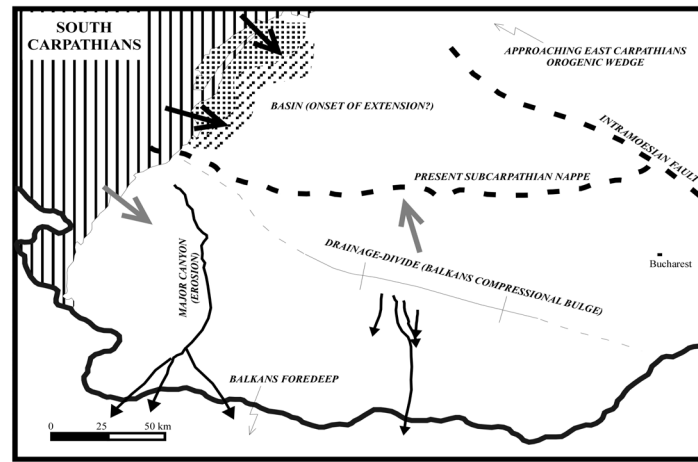 SOUTH
CARPATHIANS
APPROACHING EAST CARPATHIANS
OROGENIC WEDGE
BASIN (ONSET OF EXTENSION?)
INTRAMOESIAN FAULT
PRESENT SUBCARPATHIAN NAPPE
DRAINAGE-DIVIDE (BALKANS COMPRESSIONAL BULGE)
Bucharest
MAJOR CANYON
(EROSION)
BALKANS FOREDEEP
0 25 50 km